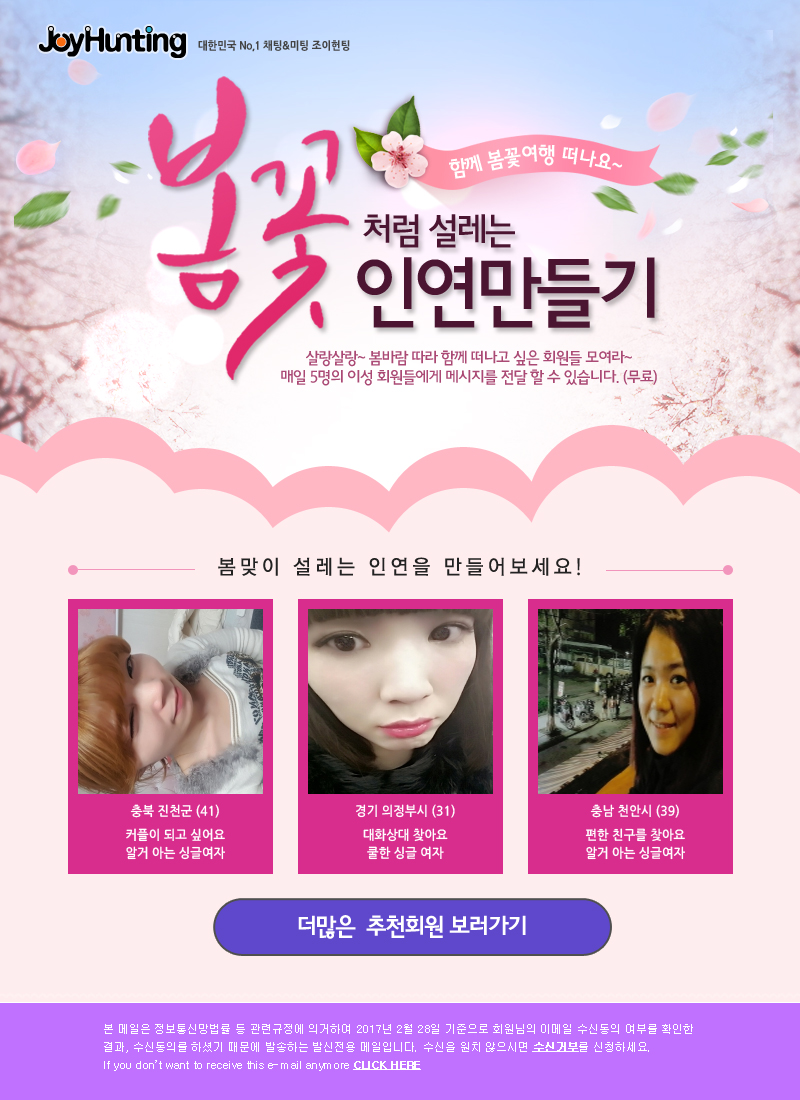 JoyHunting 대한민국 No,1 채팅&미팅 조이헌팅
함께 봄꽃여행 떠나요~
봄꽃
처럼 설레는
인연만들기
살랑살랑~ 봄바람 따라 함께 떠나고 싶은 회원들 모여라~
매일 5명의 이성 회원들에게 메시지를 전달 할 수 있습니다. (무료)
봄맞이 설레는 인연을 만들어보세요!
충북 진천군 (41)
커플이 되고 싶어요
알거 아는 싱글여자
경기 의정부시 (31)
대화상대 찾아요
쿨한 싱글 여자
충남 천안시 (39)
편한 친구를 찾아요
알거 아는 싱글여자
더많은 추천회원 보러가기
본 메일은 정보통신망법률 등 관련규정에 의거하여 2017년 2월 28일 기준으로 회원님의 이메일 수신동의 여부를 확인한
결과, 수신동의를 하셨기 때문에 발송하는 발신전용 메일입니다. 수신을 원치 않으시면 수신거부를 신청하세요.
If you don't want to receive this e-mail anymore CLICK HERE